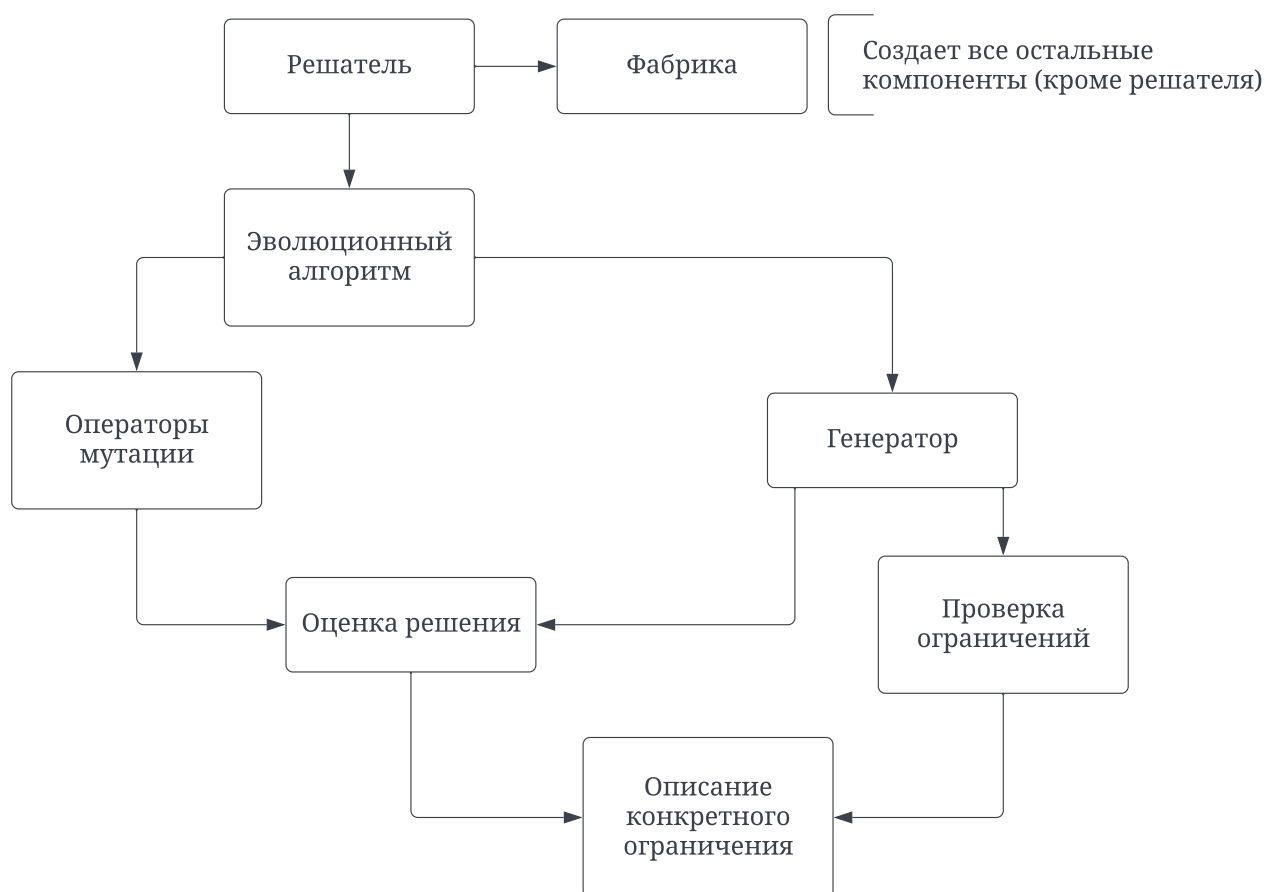 Решатель
Фабрика
Создает все остальные
компоненты (кроме решателя)
Эволюционный
алгоритм
Операторы
мутации
Генератор
Оценка решения
Проверка
ограничений
Описание
конкретного
ограничения